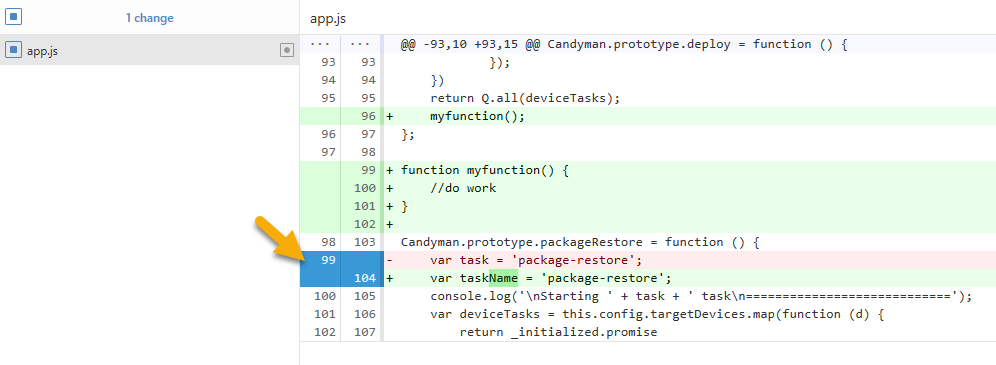 1 change
app.js
app.js
... ... @@ -93,10 +93,15 @@ Candyman.prototype.deploy = function () {
93 93             });
94 94     })
95 95     return Q.all(deviceTasks);
96 +     myfunction();
96 97 };
97 98
99 + function myfunction() {
100 +     //do work
101 + }
102 +
98 103 Candyman.prototype.packageRestore = function () {
99 -     var task = 'package-restore';
104 +     var taskName = 'package-restore';
100 105     console.log('\nStarting ' + task + ' task\n============================');
101 106     var deviceTasks = this.config.targetDevices.map(function (d) {
102 107         return _initialized.promise